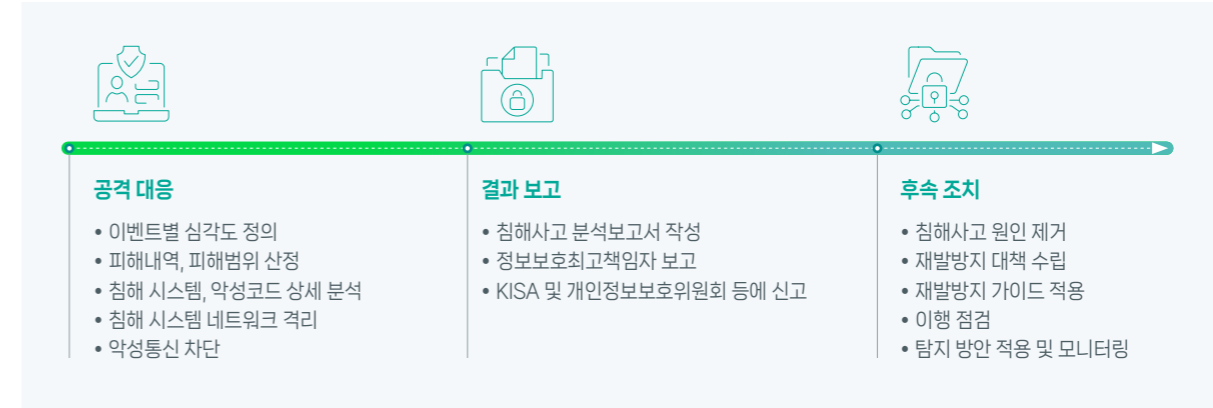 공격 대응
• 이벤트별 심각도 정의
• 피해내역, 피해범위 산정
• 침해 시스템, 악성코드 상세 분석
• 침해 시스템 네트워크 격리
• 악성통신 차단
결과 보고
• 침해사고 분석보고서 작성
• 정보보호최고책임자 보고
• KISA 및 개인정보보호위원회 등에 신고
후속 조치
• 침해사고 원인 제거
• 재발방지 대책 수립
• 재발방지 가이드 적용
• 이행 점검
• 탐지 방안 적용 및 모니터링